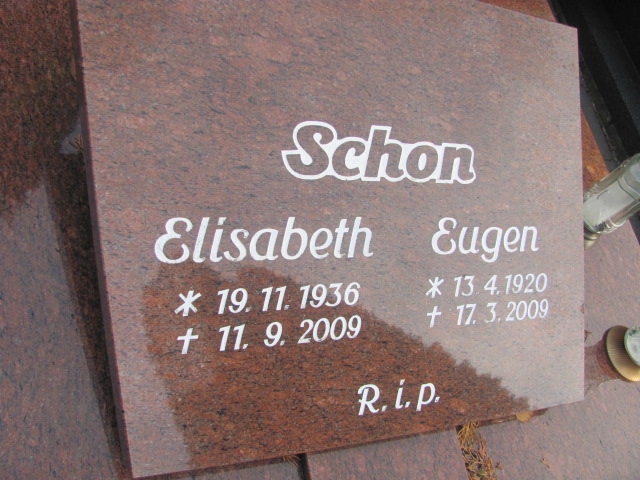 Schon
Elisabeth Eugen
* 19. 11. 1936 * 13. 4. 1920
† 11. 9. 2009 † 17. 3. 2009
R. i. p.